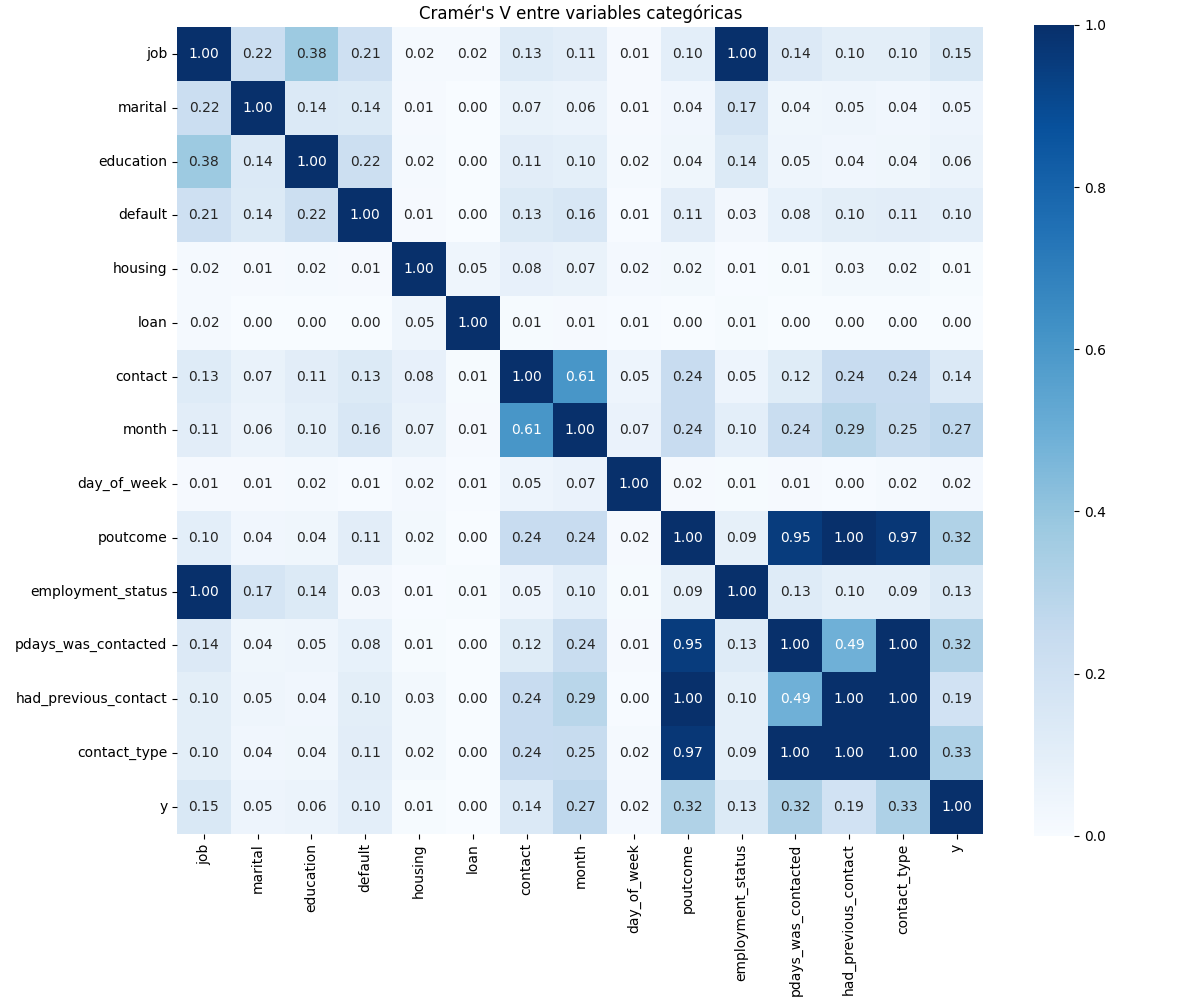 Cramér's V entre variables categóricas
job 1.00 0.22 0.38 0.21 0.02 0.02 0.13 0.11 0.01 0.10 1.00 0.14 0.10 0.10 0.15
marital 0.22 1.00 0.14 0.14 0.01 0.00 0.07 0.06 0.01 0.04 0.17 0.04 0.05 0.04 0.05
education 0.38 0.14 1.00 0.22 0.02 0.00 0.11 0.10 0.02 0.04 0.14 0.05 0.04 0.04 0.06
default 0.21 0.14 0.22 1.00 0.01 0.00 0.13 0.16 0.01 0.11 0.03 0.08 0.10 0.11 0.10
housing 0.02 0.01 0.02 0.01 1.00 0.05 0.08 0.07 0.02 0.02 0.01 0.01 0.03 0.02 0.01
loan 0.02 0.00 0.00 0.00 0.05 1.00 0.01 0.01 0.01 0.00 0.01 0.00 0.00 0.00 0.00
contact 0.13 0.07 0.11 0.13 0.08 0.01 1.00 0.61 0.05 0.24 0.05 0.12 0.24 0.24 0.14
month 0.11 0.06 0.10 0.16 0.07 0.01 0.61 1.00 0.07 0.24 0.10 0.24 0.29 0.25 0.27
day_of_week 0.01 0.01 0.02 0.01 0.02 0.01 0.05 0.07 1.00 0.02 0.01 0.01 0.00 0.02 0.02
poutcome 0.10 0.04 0.04 0.11 0.02 0.00 0.24 0.24 0.02 1.00 0.09 0.95 1.00 0.97 0.32
employment_status 1.00 0.17 0.14 0.03 0.01 0.01 0.05 0.10 0.01 0.09 1.00 0.13 0.10 0.09 0.13
pdays_was_contacted 0.14 0.04 0.05 0.08 0.01 0.00 0.12 0.24 0.01 0.95 0.13 1.00 0.49 1.00 0.32
had_previous_contact 0.10 0.05 0.04 0.10 0.03 0.00 0.24 0.29 0.00 1.00 0.10 0.49 1.00 1.00 0.19
contact_type 0.10 0.04 0.04 0.11 0.02 0.00 0.24 0.25 0.02 0.97 0.09 1.00 1.00 1.00 0.33
y 0.15 0.05 0.06 0.10 0.01 0.00 0.14 0.27 0.02 0.32 0.13 0.32 0.19 0.33 1.00
job
marital
education
default
housing
loan
contact
month
day_of_week
poutcome
employment_status
pdays_was_contacted
had_previous_contact
contact_type
y
1.0
0.8
0.6
0.4
0.2
0.0